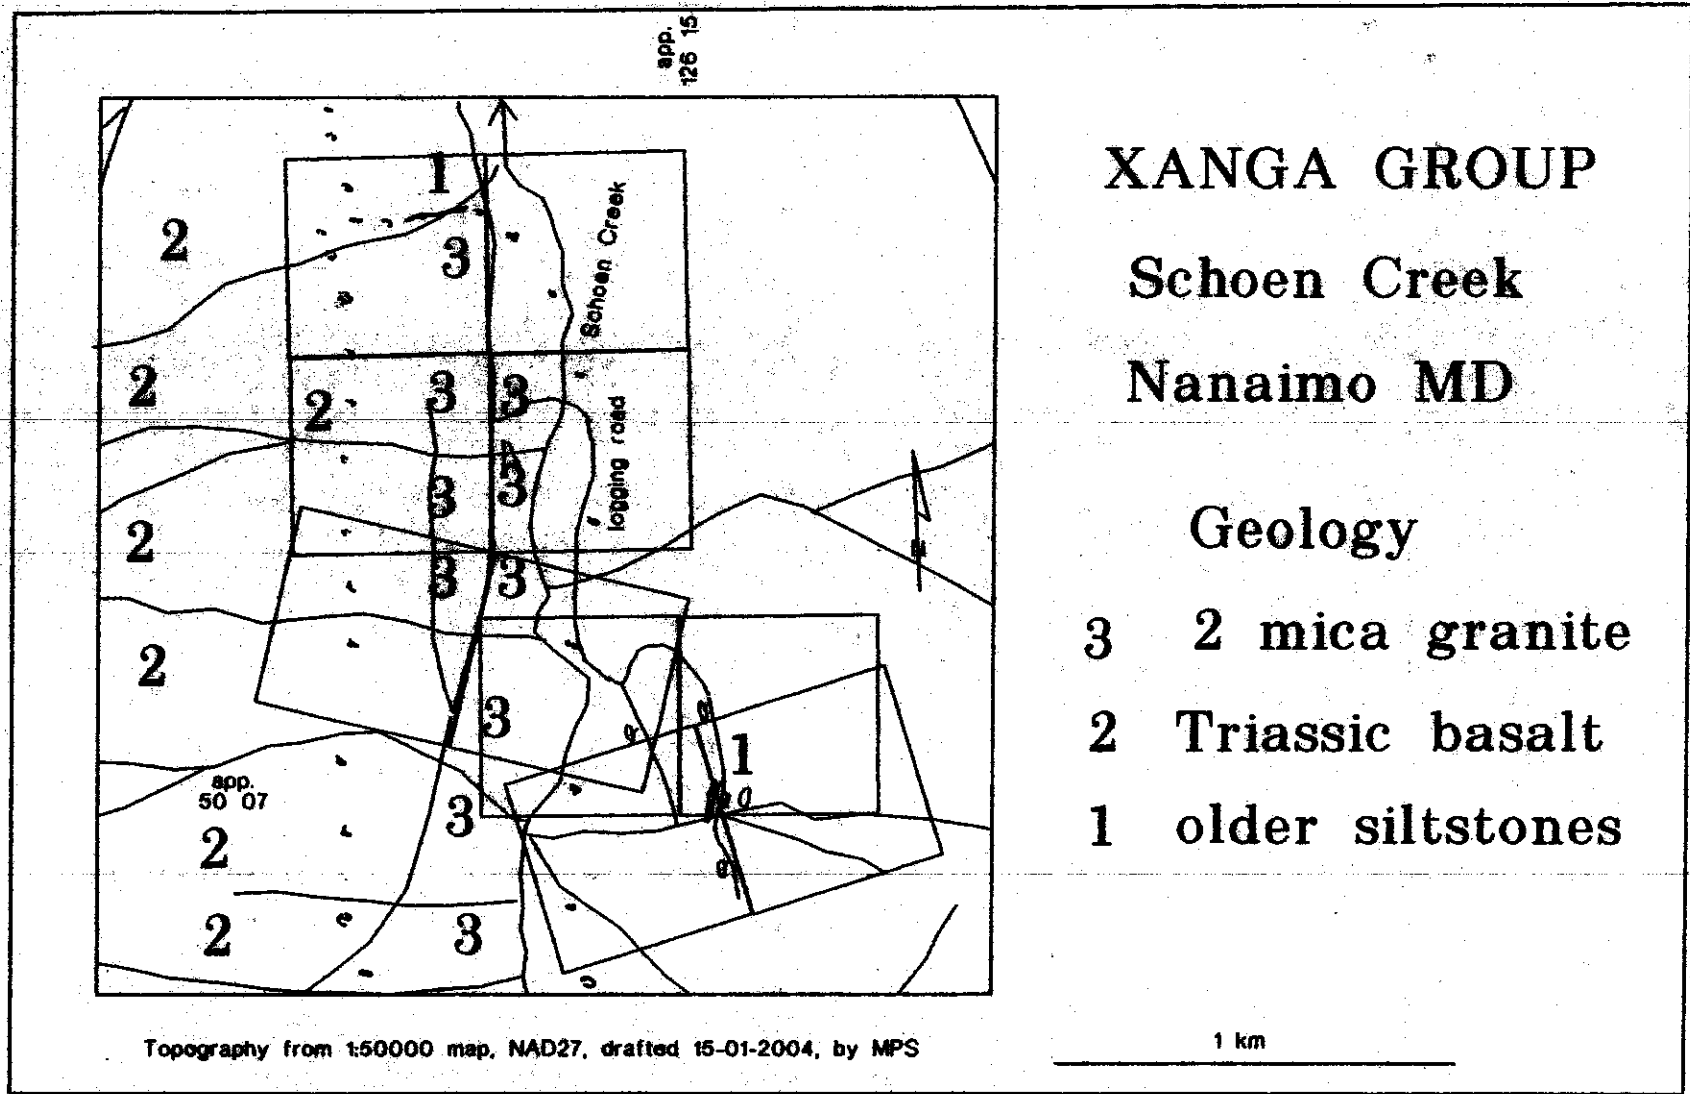 app.
126 15
XANGA GROUP
Schoen Creek
Nanaimo MD
Geology
3 2 mica granite
2 Triassic basalt
1 older siltstones
1
2
3
Schoen Creek
2
2
3
3
logging road
3
3
2
3
3
2
3
1
app.
50 07
3
2
2
3
N
1 km
Topography from 1:50000 map, NAD27, drafted 15-01-2004, by MPS